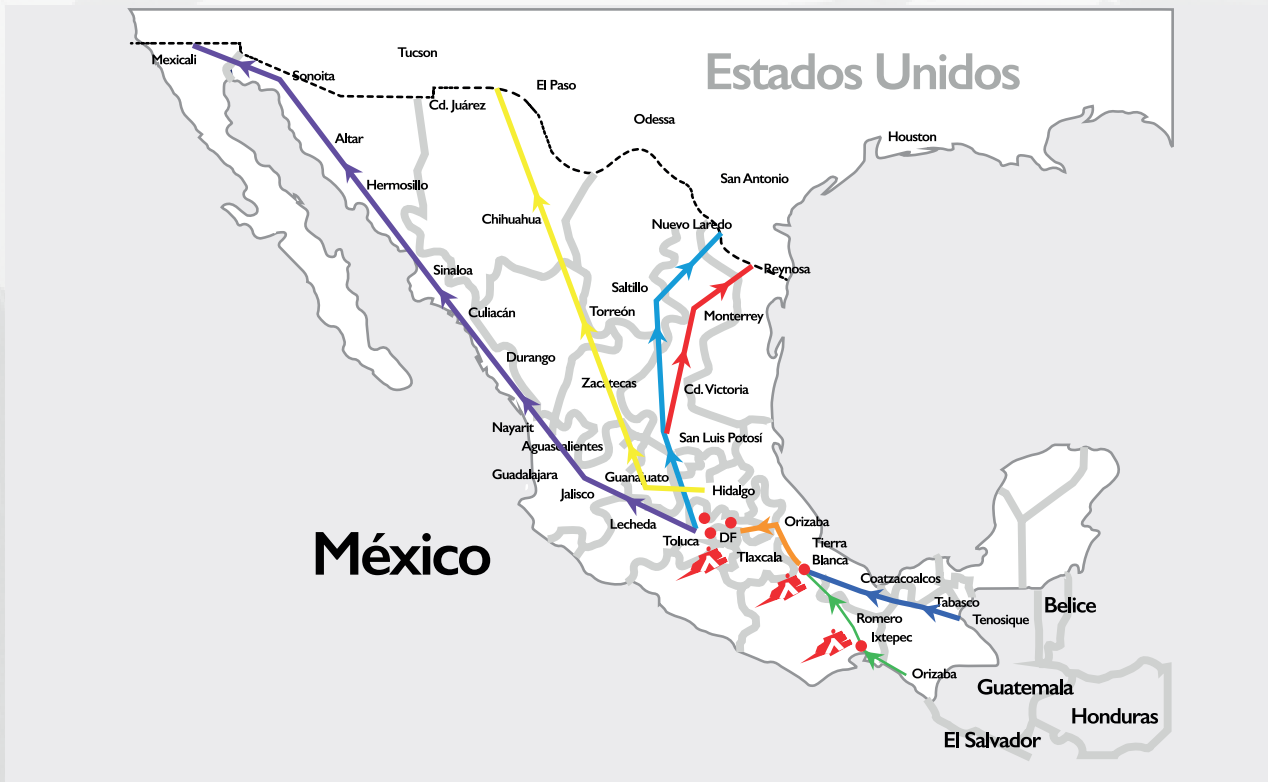 Estados Unidos
Tucson
Mexicali
Sonoita
El Paso
Cd. Juárez
Odessa
Houston
Altar
San Antonio
Hermosillo
Chihuahua
Nuevo Laredo
Sinaloa
Reynosa
Saltillo
Culiacán
Torreón
Monterrey
Durango
Zacatecas
Cd. Victoria
Nayarit
San Luis Potosí
Aguascalientes
Guadalajara
Guanajuato
Jalisco
Hidalgo
Lecheda
Orizaba
México
Toluca
DF
Tierra
Blanca
Tlaxcala
Coatzacoalcos
Tabasco
Belice
Tenosique
Romero
Ixtepec
Orizaba
Guatemala
Honduras
El Salvador